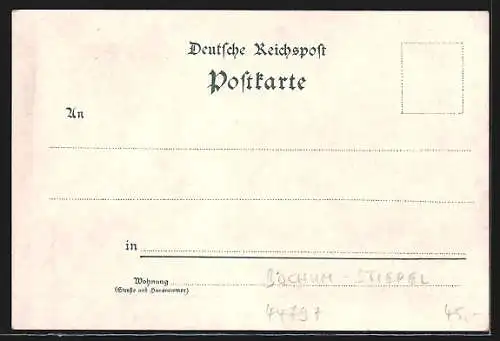 Deutsche Reichspost
Postkarte
An
in
Wohnung
(Straße und Hausnummer)
BOCHUM - STIEPEL
44797
45,-